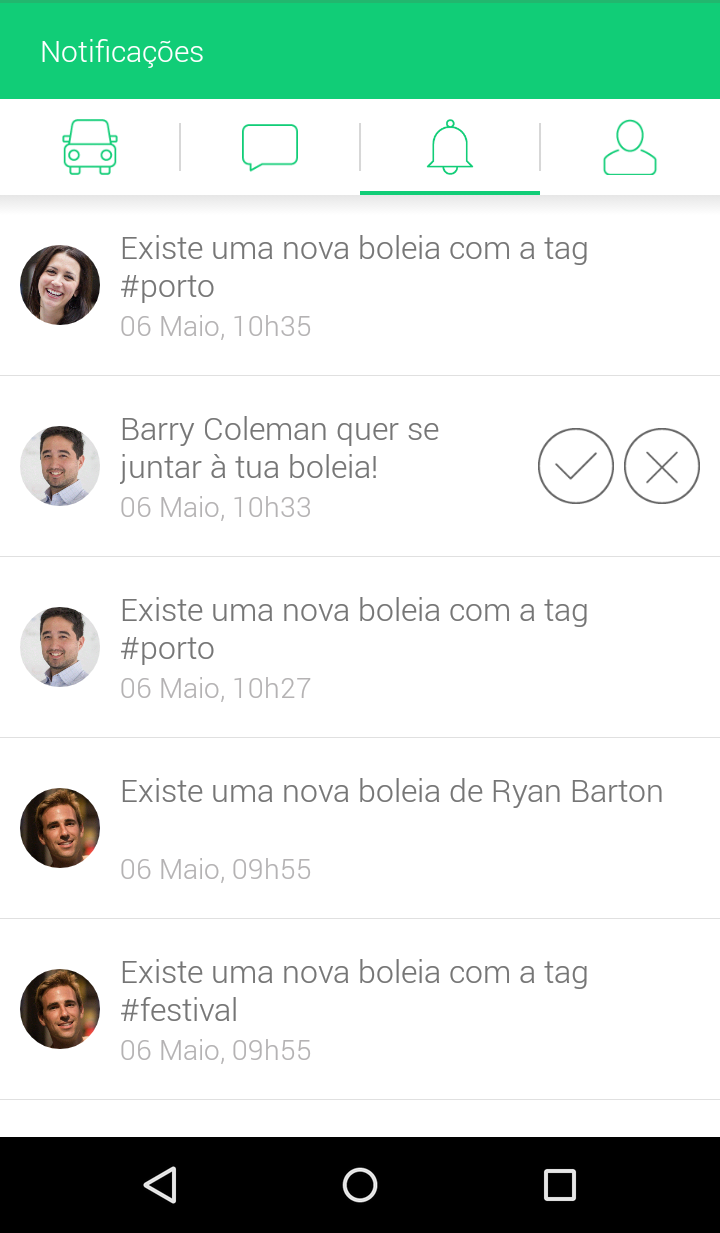 Notificações
Existe uma nova boleia com a tag
#porto
06 Maio, 10h35
Barry Coleman quer se
juntar à tua boleia!
06 Maio, 10h33
Existe uma nova boleia com a tag
#porto
06 Maio, 10h27
Existe uma nova boleia de Ryan Barton
06 Maio, 09h55
Existe uma nova boleia com a tag
#festival
06 Maio, 09h55